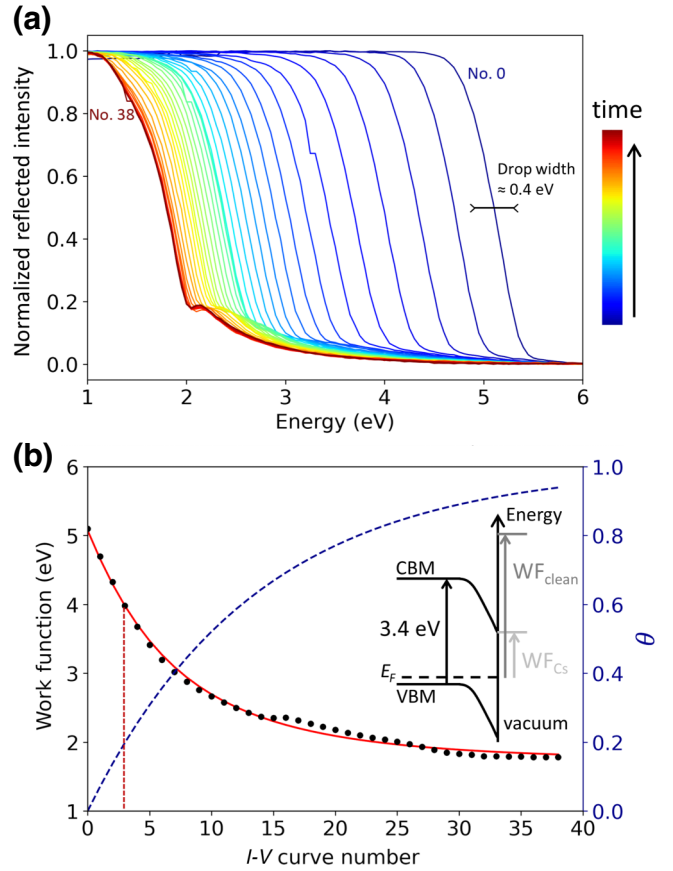 (a)
1.0
0.8
0.6
0.4
0.2
0.0
Normalized reflected intensity
No. 0
No. 38
Drop width
≈ 0.4 eV
time
1 2 3 4 5 6
Energy (eV)
(b)
6
5
4
3
2
1
Work function (eV)
1.0
0.8
0.6
0.4
0.2
0.0
θ
Energy
CBM
WFclean
3.4 eV
EF
WFCs
VBM
vacuum
0 5 10 15 20 25 30 35 40
I-V curve number